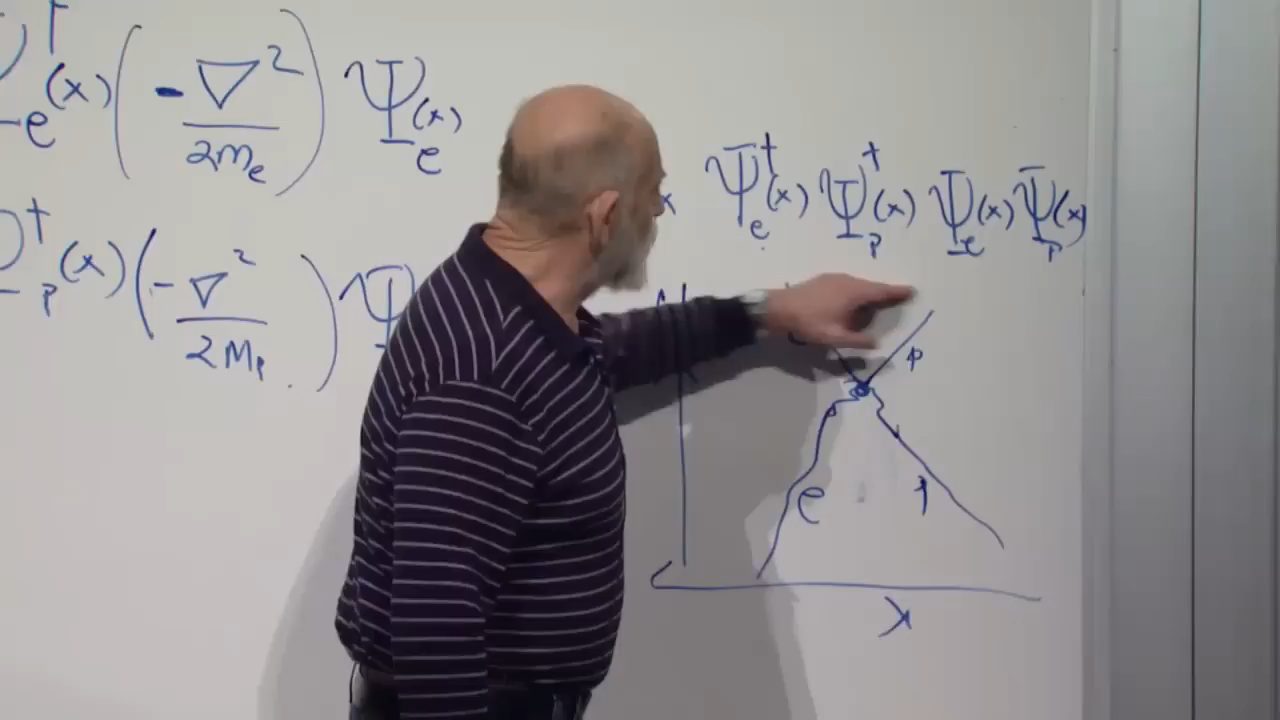 Ψ†e(x) (-∇²/2me) Ψe(x)
Ψ†e(x) Ψ†p(x) Ψe(x) Ψp(x)
p(x) (-∇²/2Mp) Ψ
p
e
x